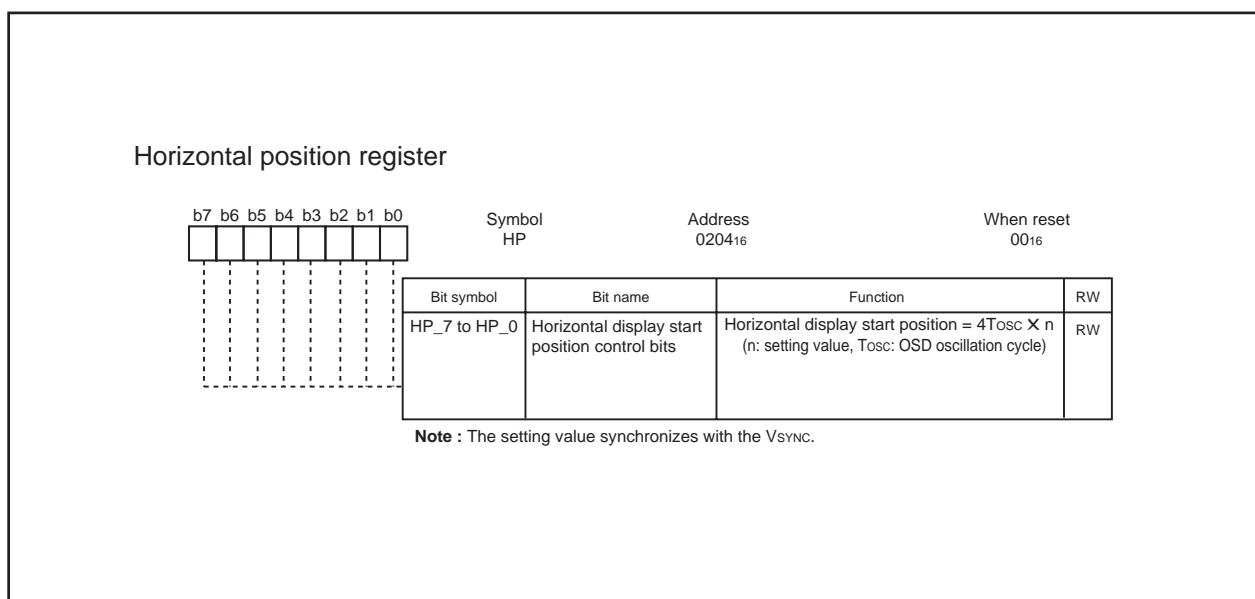 Horizontal position register
b7 b6 b5 b4 b3 b2 b1 b0
Symbol Address When reset
HP 0204₁₆ 00₁₆
Bit symbol Bit name Function RW
HP_7 to HP_0 Horizontal display start Horizontal display start position = 4Tosc X n RW
position control bits (n: setting value, Tosc: OSD oscillation cycle)
Note : The setting value synchronizes with the VSYNC.